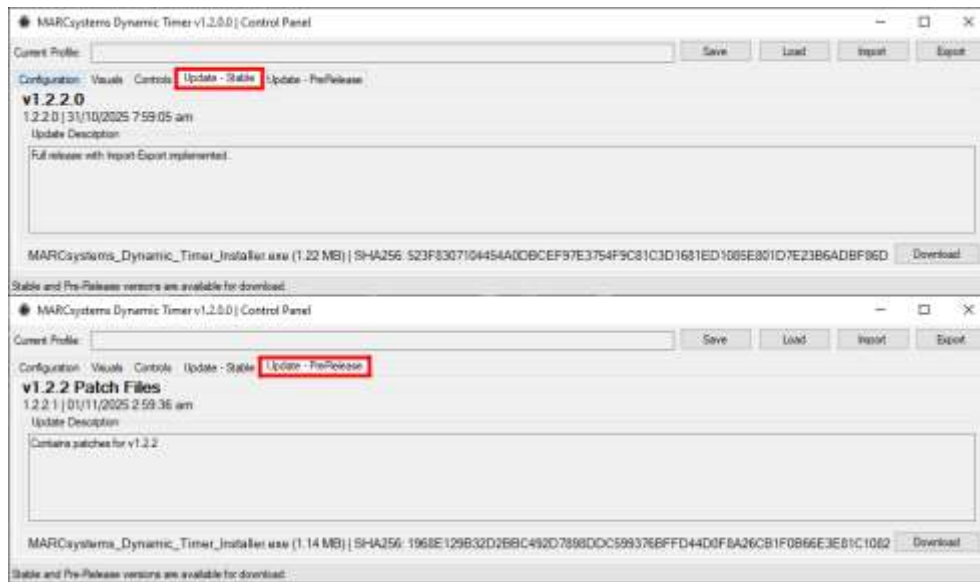 MARCsystems Dynamic Timer v1.2.0.0 | Control Panel
Current Profile: Save Load Import Export
Configuration Visuals Controls Update - Stable Update - PreRelease
v1.2.2.0
1.2.2.0 | 31/10/2025 7:59:05 am
Update Description
Full release with Import-Export implemented.
MARCsystems_Dynamic_Timer_Installer.exe (1.22 MB) | SHA256: Download
Stable and Pre-Release versions are available for download.
MARCsystems Dynamic Timer v1.2.0.0 | Control Panel
Current Profile: Save Load Import Export
Configuration Visuals Controls Update - Stable Update - PreRelease
v1.2.2 Patch Files
1.2.2.1 | 01/11/2025 2:59:36 am
Update Description
Contains patches for v1.2.2
MARCsystems_Dynamic_Timer_Installer.exe (1.14 MB) | SHA256: Download
Stable and Pre-Release versions are available for download.